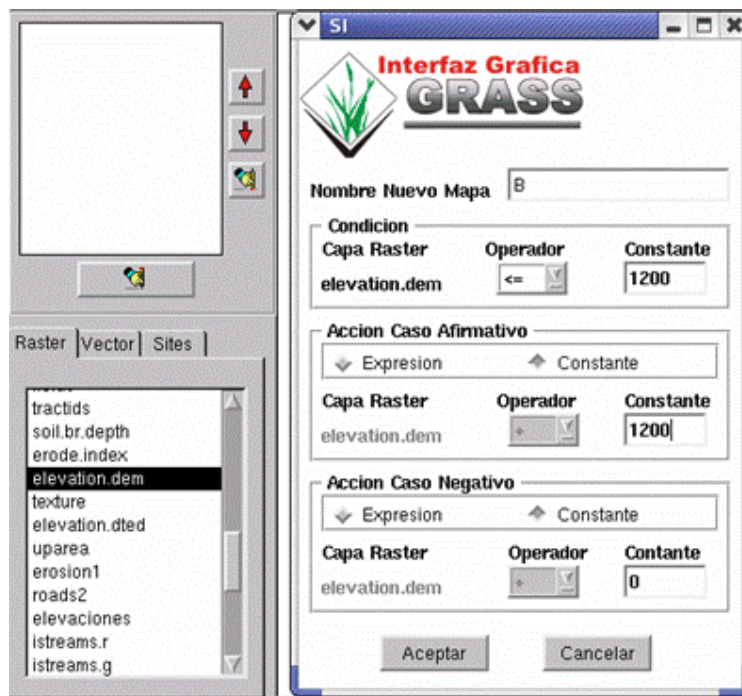 Raster Vector Sites
tractids
soil.br.depth
erode.index
elevation.dem
texture
elevation.dted
uparea
erosion1
roads2
elevaciones
istreams.r
istreams.g
SI
Interfaz Grafica
GRASS
Nombre Nuevo Mapa B
Condicion
Capa Raster Operador Constante
elevation.dem <= 1200
Accion Caso Afirmativo
Expresion Constante
Capa Raster Operador Constante
elevation.dem + 1200
Accion Caso Negativo
Expresion Constante
Capa Raster Operador Contante
elevation.dem + 0
Aceptar Cancelar